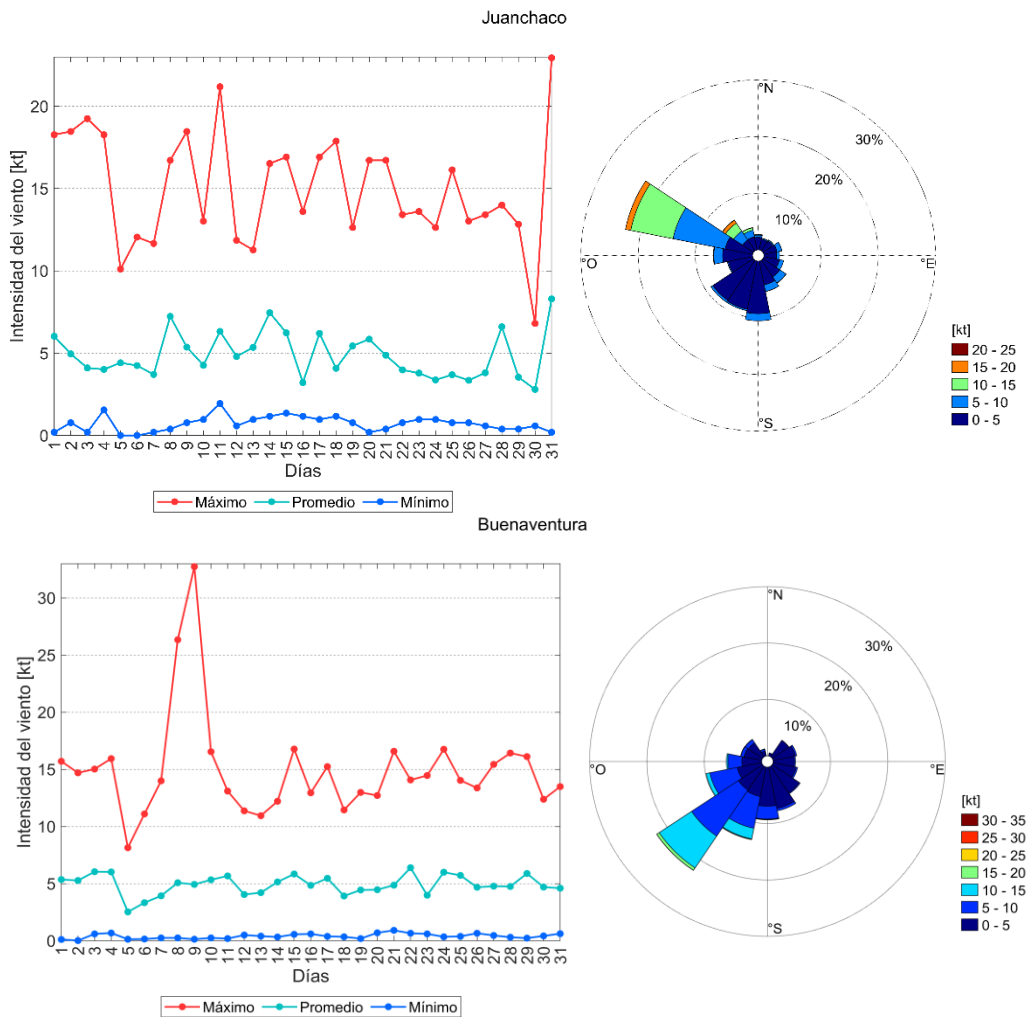 Juanchaco
Intensidad del viento [kt]
20
15
10
5
0
1 2 3 4 5 6 7 8 9 10 11 12 13 14 15 16 17 18 19 20 21 22 23 24 25 26 27 28 29 30 31
Días
Máximo Promedio Mínimo
°N
30%
20%
10%
°O
°E
°S
[kt]
20 - 25
15 - 20
10 - 15
5 - 10
0 - 5
Buenaventura
Intensidad del viento [kt]
30
25
20
15
10
5
0
1 2 3 4 5 6 7 8 9 10 11 12 13 14 15 16 17 18 19 20 21 22 23 24 25 26 27 28 29 30 31
Días
Máximo Promedio Mínimo
°N
30%
20%
10%
°O
°E
°S
[kt]
30 - 35
25 - 30
20 - 25
15 - 20
10 - 15
5 - 10
0 - 5